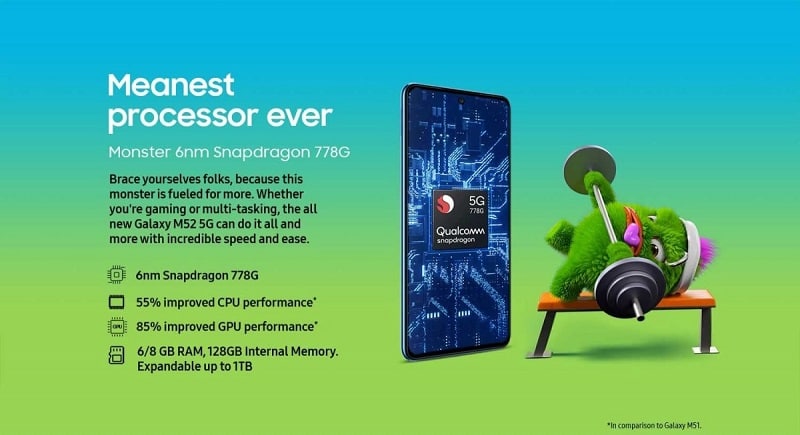 Meanest
processor ever
Monster 6nm Snapdragon 778G
Brace yourselves folks, because this
monster is fueled for more. Whether
you're gaming or multi-tasking, the all
new Galaxy M52 5G can do it all and
more with incredible speed and ease.
6nm Snapdragon 778G
55% improved CPU performance*
GPU
85% improved GPU performance*
6/8 GB RAM, 128GB Internal Memory.
Expandable up to 1TB
5G
778G
Qualcomm
snapdragon
*In comparison to Galaxy M51.